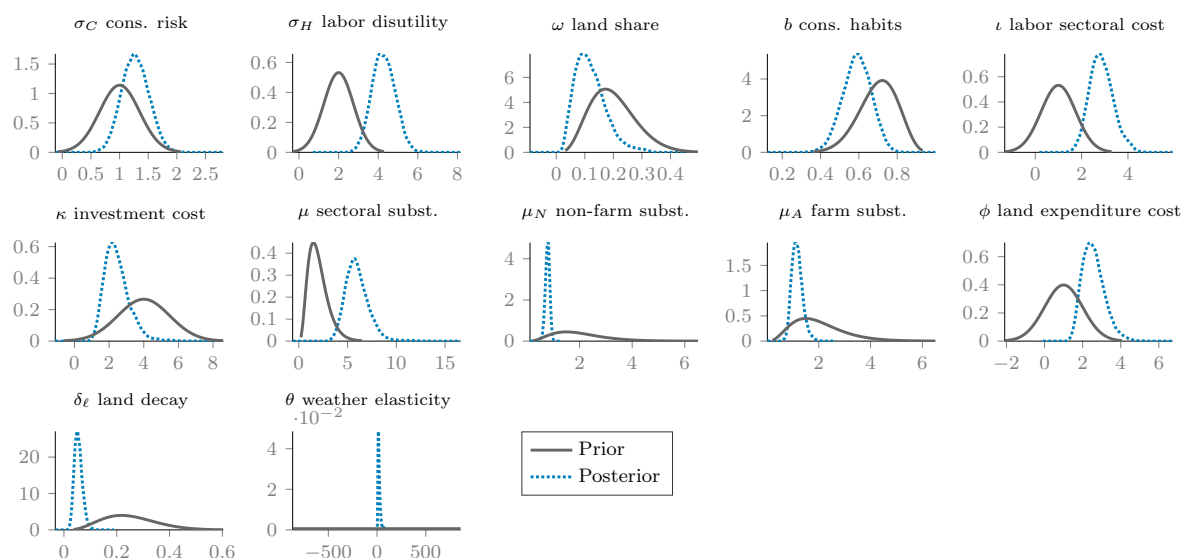 σ_C cons. risk
σ_H labor disutility
ω land share
b cons. habits
ι labor sectoral cost
1.5
1
0.5
0
0 0.5 1 1.5 2 2.5
0.6
0.4
0.2
0
0 2 4 6 8
6
4
2
0
0 0.1 0.2 0.3 0.4
4
2
0
0.2 0.4 0.6 0.8
0.6
0.4
0.2
0
0 2 4
κ investment cost
μ sectoral subst.
μ_N non-farm subst.
μ_A farm subst.
φ land expenditure cost
0.6
0.4
0.2
0
0 2 4 6 8
0.4
0.3
0.2
0.1
0
0 5 10 15
4
2
0
0 2 4 6
1.5
1
0.5
0
2 4 6
0.6
0.4
0.2
0
−2 0 2 4 6
δ_ℓ land decay
θ weather elasticity
20
10
0
0 0.2 0.4 0.6
·10^−2
4
2
0
−500 0 500
Prior
Posterior